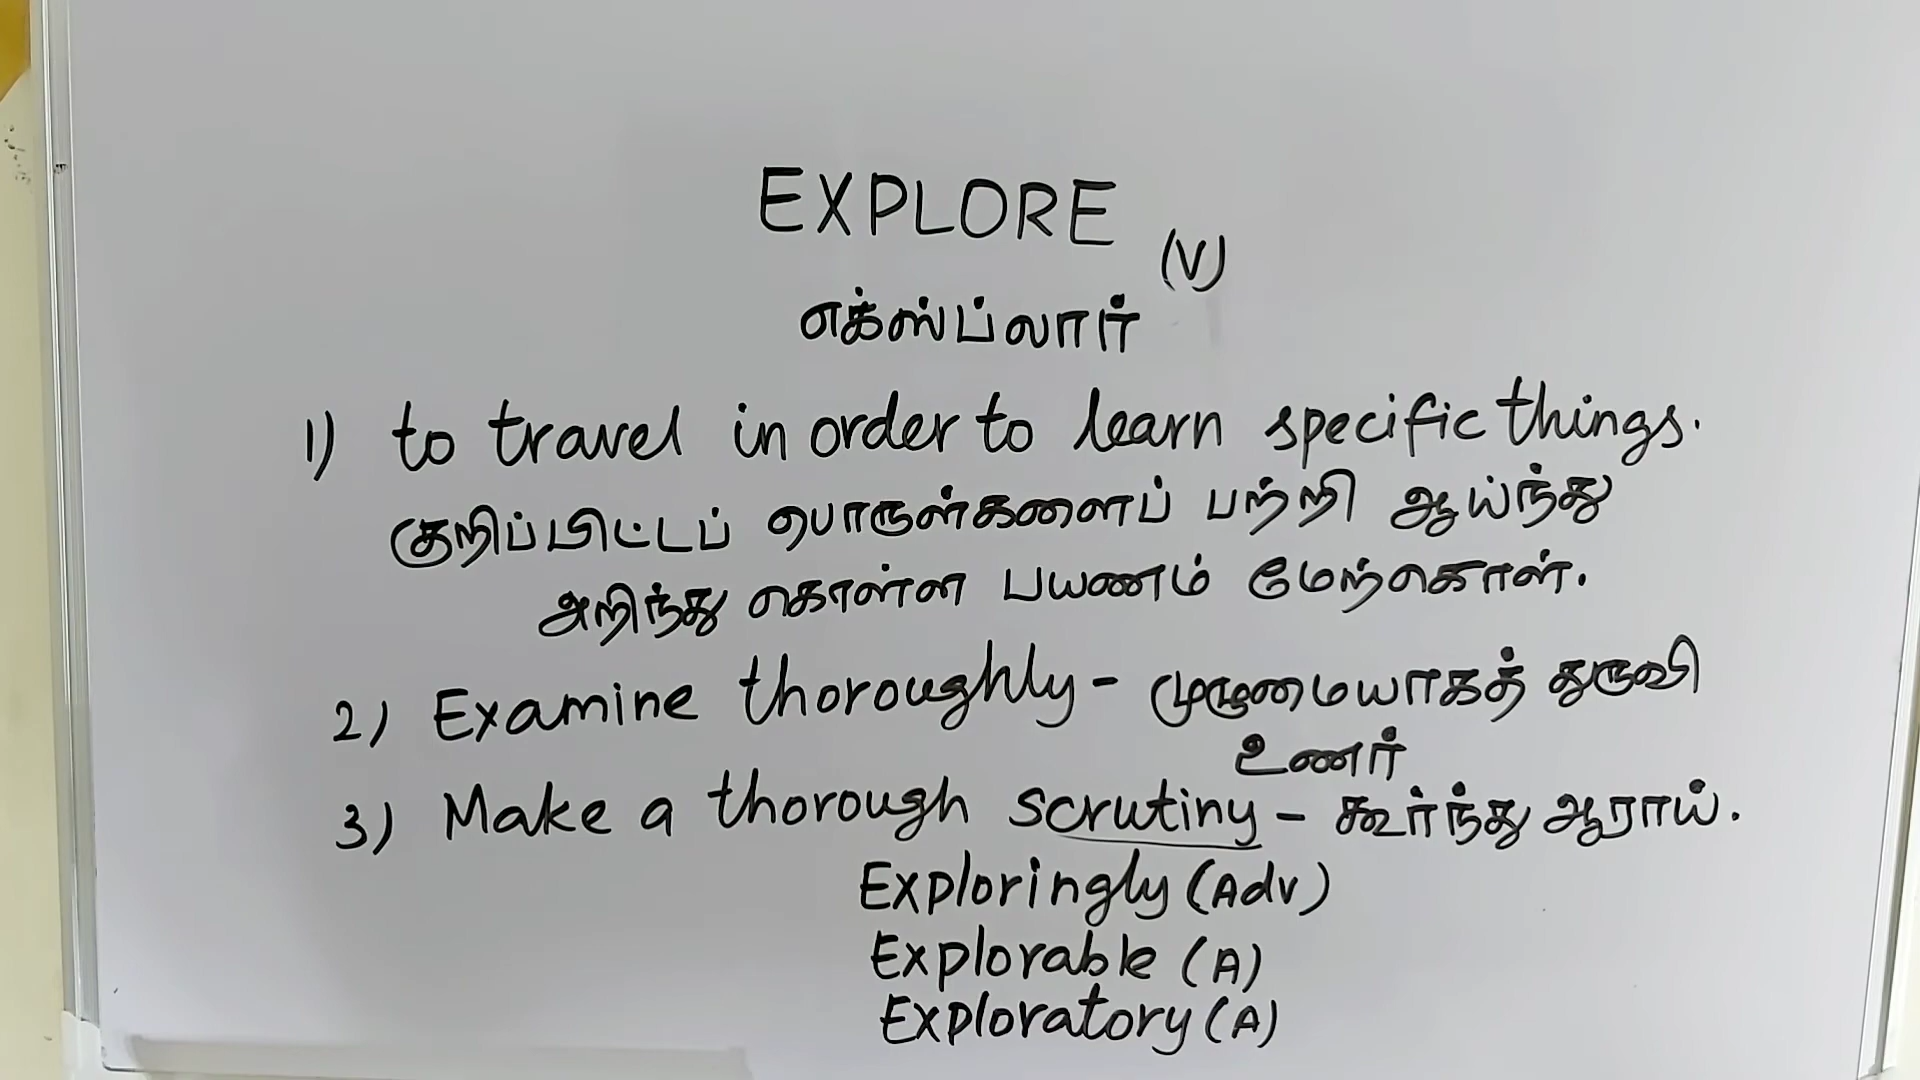 EXPLORE (V)
எக்ஸ்ப்லார்
1) to travel in order to learn specific things.
குறிப்பிட்டப் பொருள்களைப் பற்றி ஆய்ந்து
அறிந்து கொள்ள பயணம் மேற்கொள்.
2) Examine thoroughly - முழுமையாகத் துருவி
உணர்
3) Make a thorough scrutiny - கூர்ந்து ஆராய்.
Exploringly (Adv)
Explorable (A)
Exploratory (A)